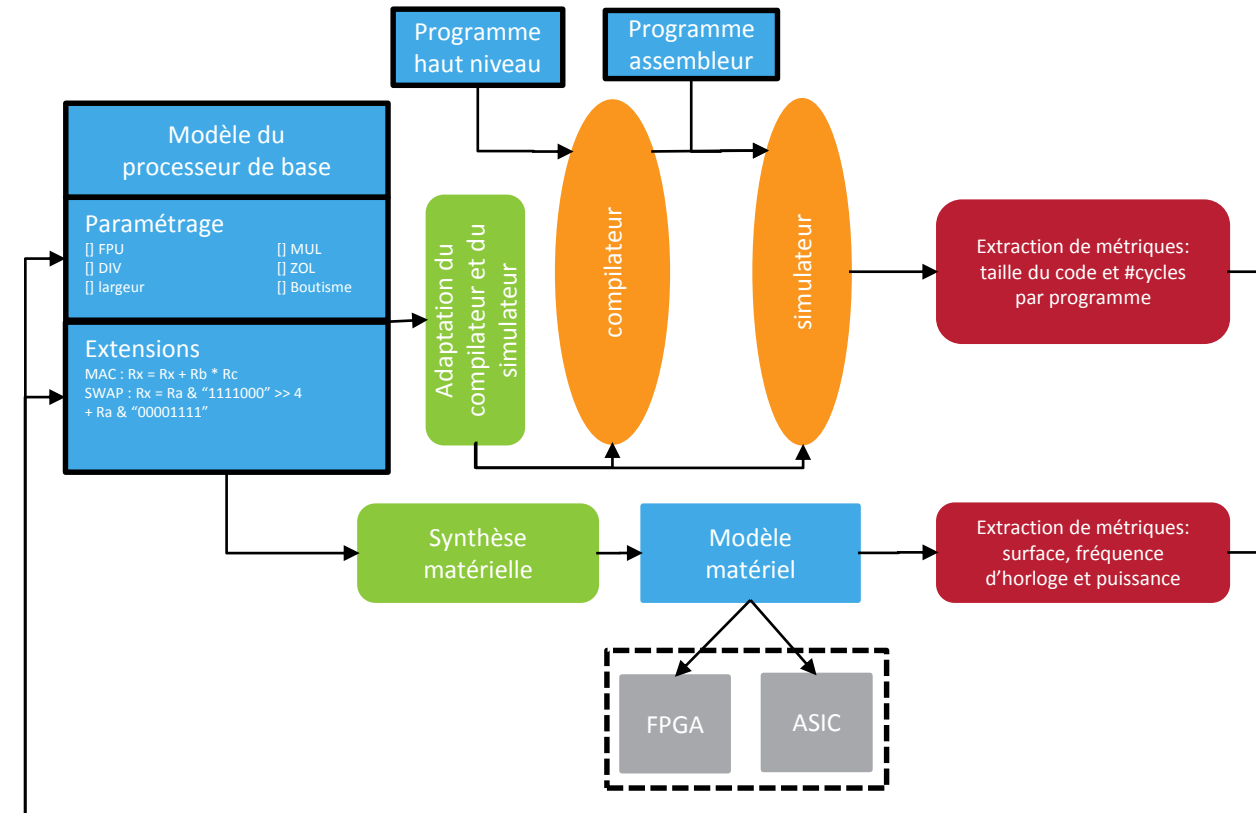 Programme
haut niveau
Programme
assembleur
Modèle du
processeur de base
Paramétrage
[] FPU
[] MUL
[] DIV
[] ZOL
[] largeur
[] Boutisme
Extensions
MAC : Rx = Rx + Rb * Rc
SWAP : Rx = Ra & “1111000” >> 4
+ Ra & “00001111”
Adaptation du
compilateur et du
simulateur
compilateur
simulateur
Extraction de métriques:
taille du code et #cycles
par programme
Synthèse
matérielle
Modèle
matériel
Extraction de métriques:
surface, fréquence
d’horloge et puissance
FPGA
ASIC